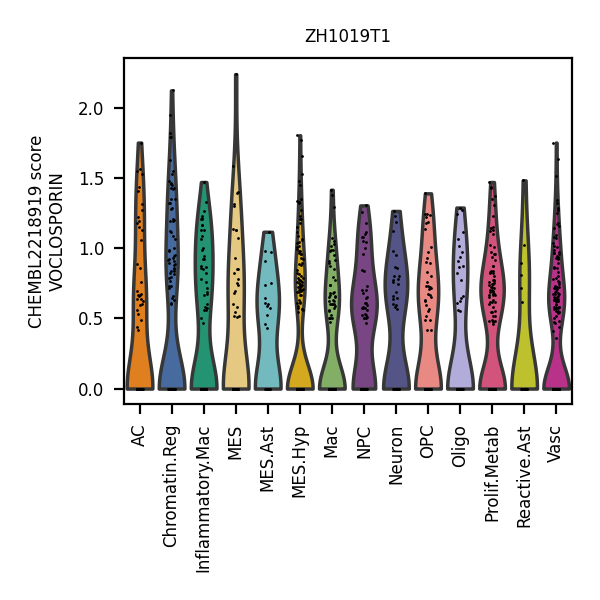 ZH1019T1
CHEMBL2218919 score
VOCLOSPORIN
2.0
1.5
1.0
0.5
0.0
AC
Chromatin.Reg
Inflammatory.Mac
MES
MES.Ast
MES.Hyp
Mac
NPC
Neuron
OPC
Oligo
Prolif.Metab
Reactive.Ast
Vasc